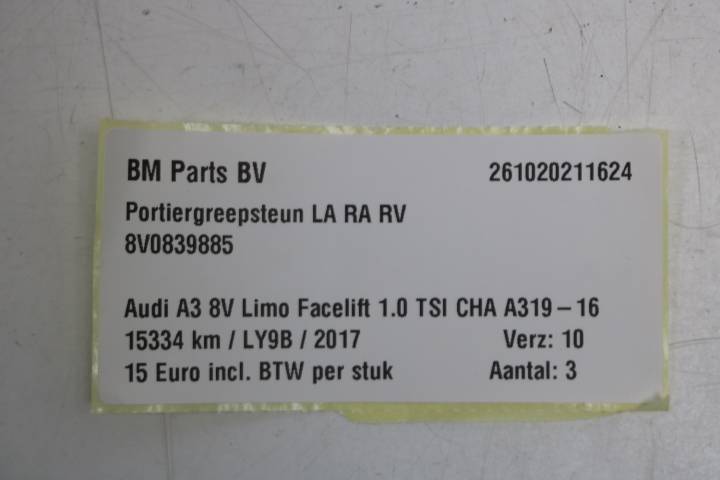 BM Parts BV 261020211624
Portiergreepsteun LA RA RV
8V0839885
Audi A3 8V Limo Facelift 1.0 TSI CHA A319 – 16
15334 km / LY9B / 2017 Verz: 10
15 Euro incl. BTW per stuk Aantal: 3